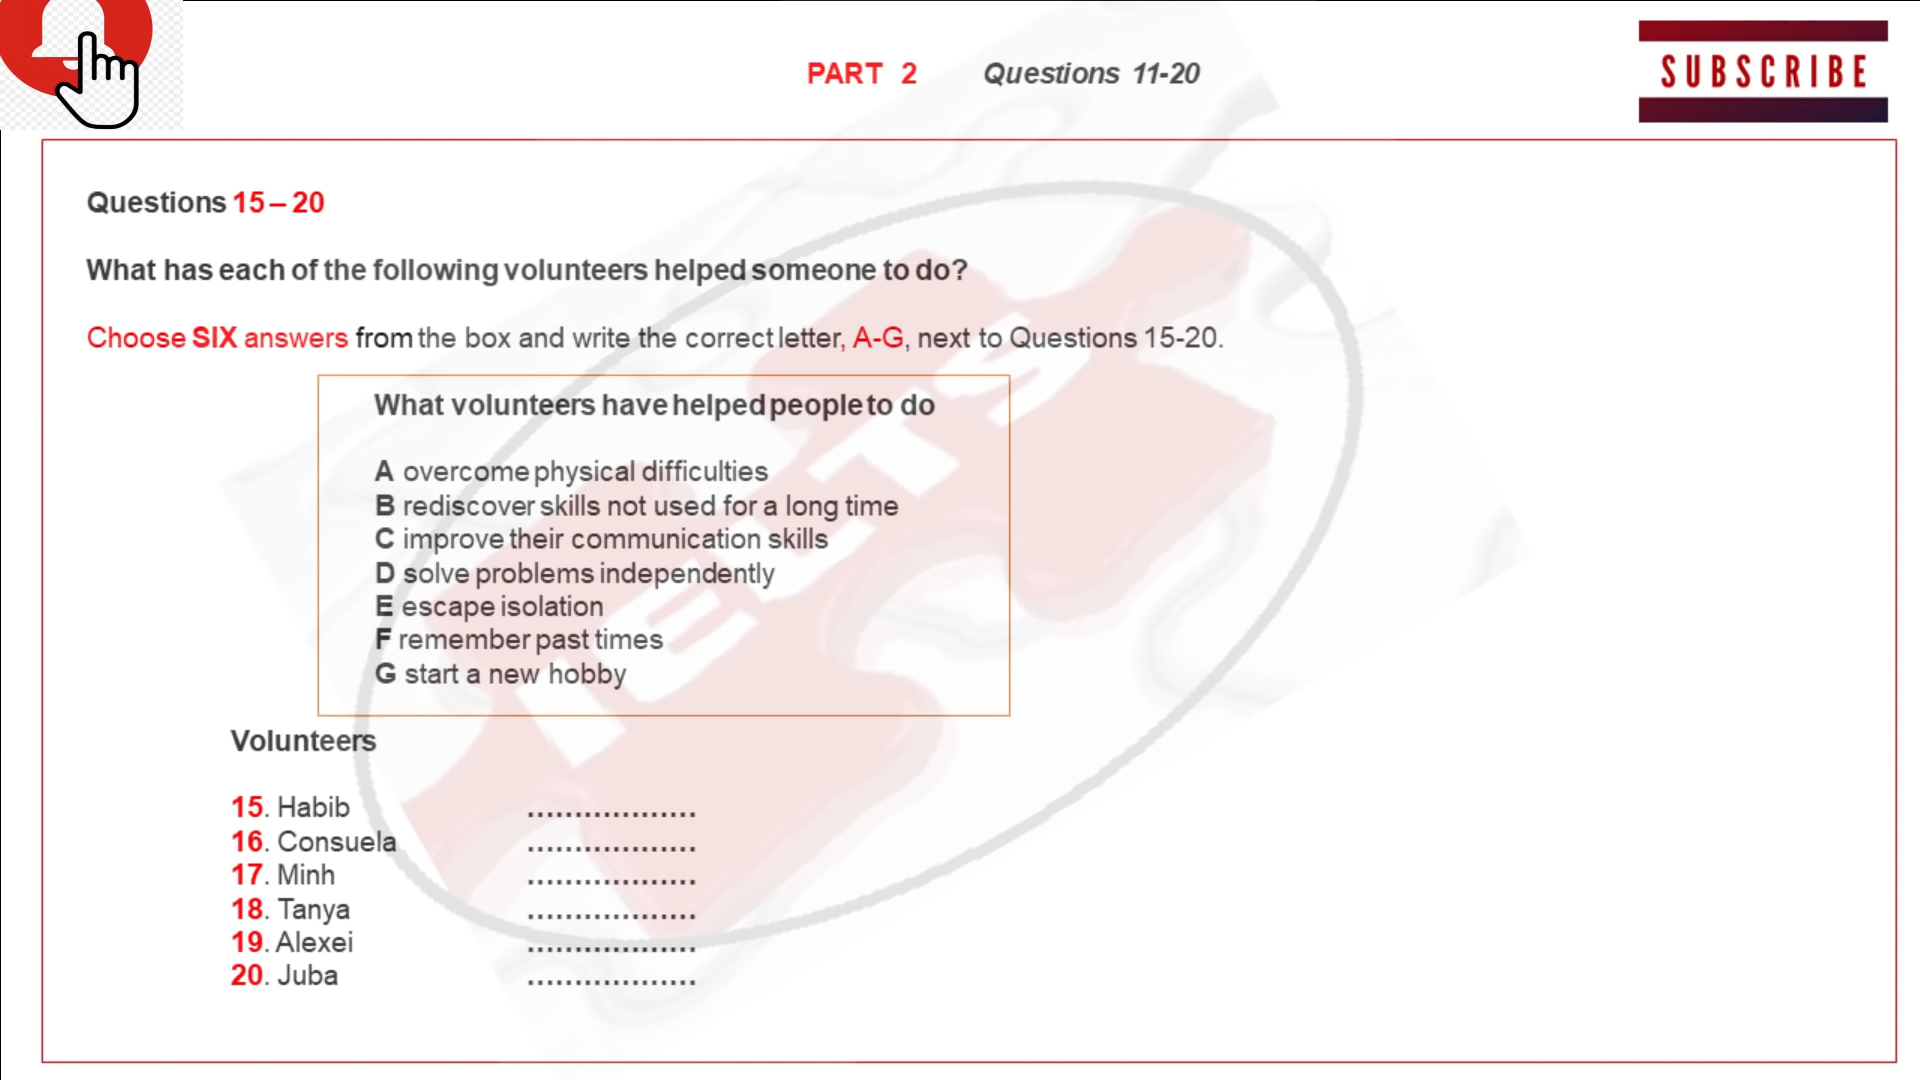 PART 2 Questions 11-20
SUBSCRIBE
Questions 15 – 20
What has each of the following volunteers helped someone to do?
Choose SIX answers from the box and write the correct letter, A-G, next to Questions 15-20.
What volunteers have helped people to do
A overcome physical difficulties
B rediscover skills not used for a long time
C improve their communication skills
D solve problems independently
E escape isolation
F remember past times
G start a new hobby
Volunteers
15. Habib ..................
16. Consuela ..................
17. Minh ..................
18. Tanya ..................
19. Alexei ..................
20. Juba ..................
IELTS